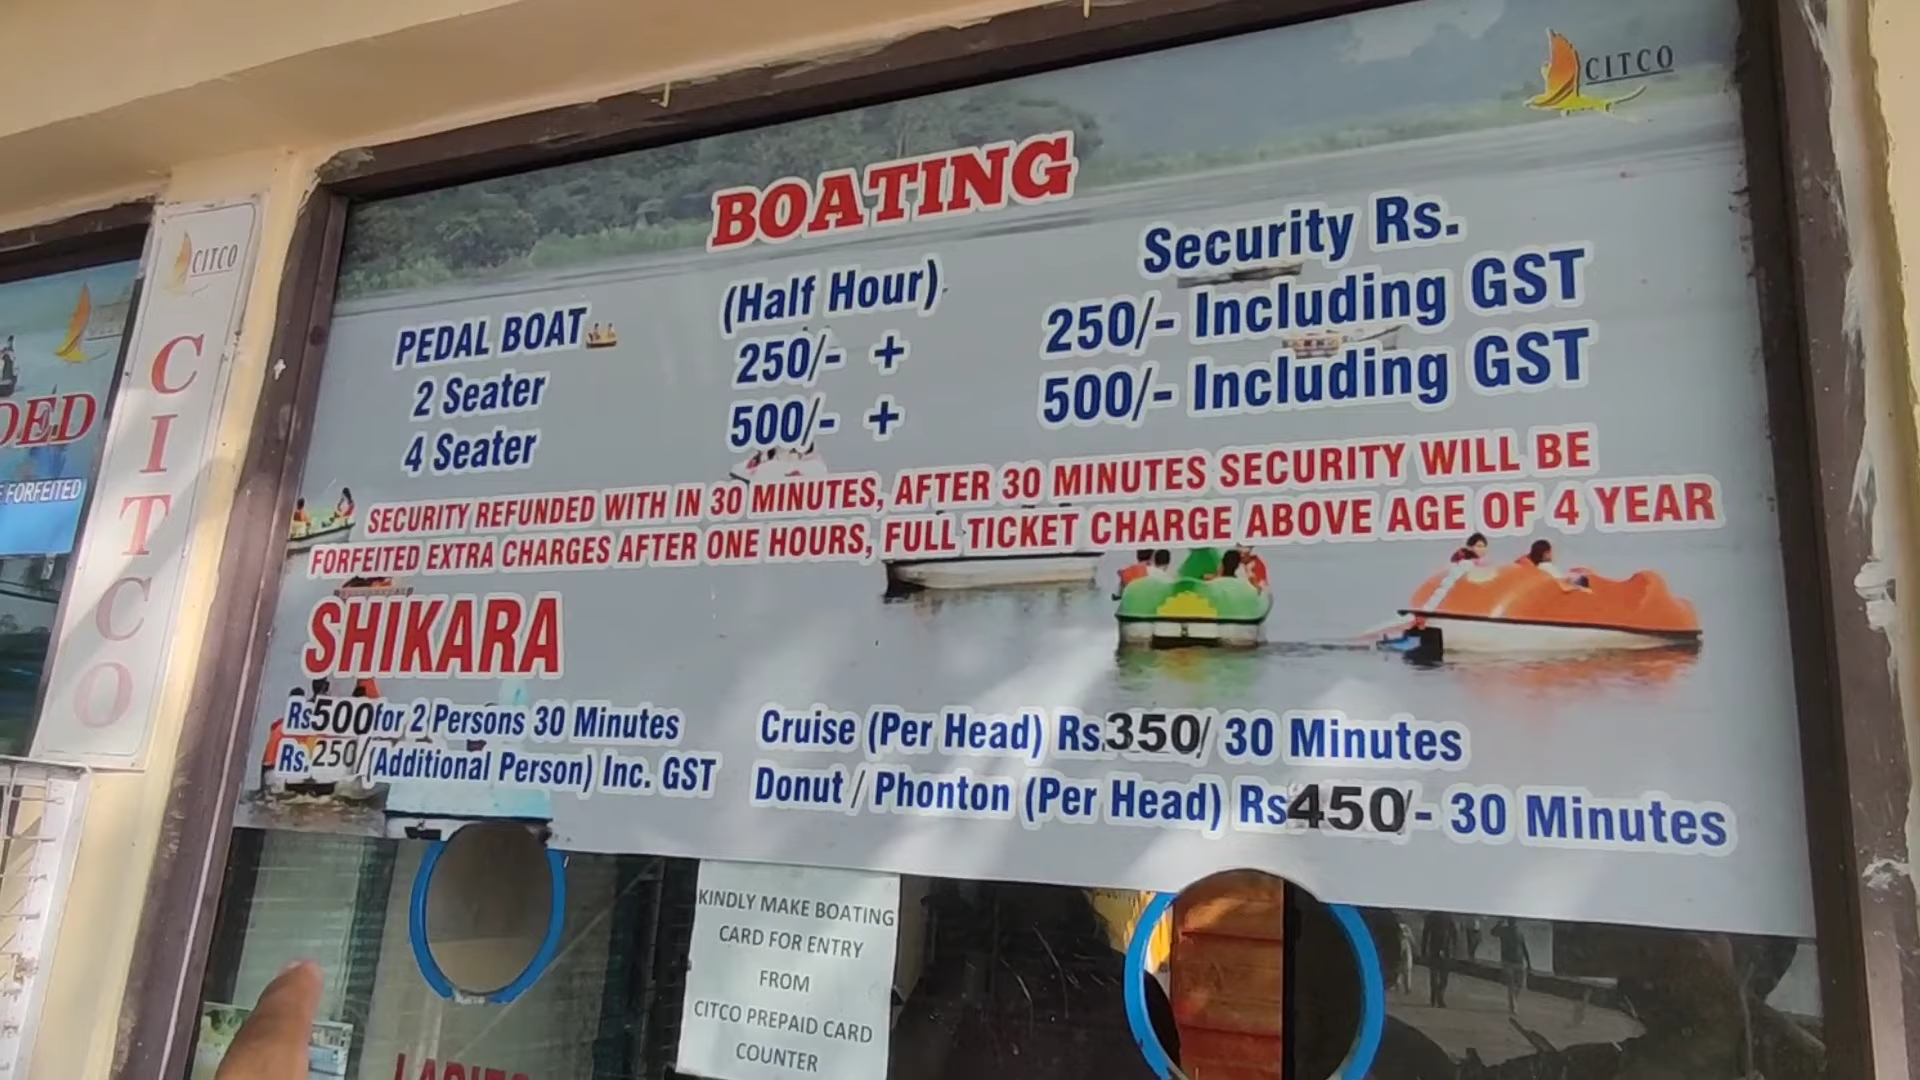 CITCO
BOATING
PEDAL BOAT (Half Hour) Security Rs.
2 Seater 250/- + 250/- Including GST
4 Seater 500/- + 500/- Including GST
SECURITY REFUNDED WITH IN 30 MINUTES, AFTER 30 MINUTES SECURITY WILL BE
FORFEITED EXTRA CHARGES AFTER ONE HOURS, FULL TICKET CHARGE ABOVE AGE OF 4 YEAR
SHIKARA
Rs500for 2 Persons 30 Minutes
Rs.250/(Additional Person) Inc. GST
Cruise (Per Head) Rs.350/ 30 Minutes
Donut / Phonton (Per Head) Rs450/- 30 Minutes
KINDLY MAKE BOATING
CARD FOR ENTRY
FROM
CITCO PREPAID CARD
COUNTER
CITCO
CITCO
FORFEITED